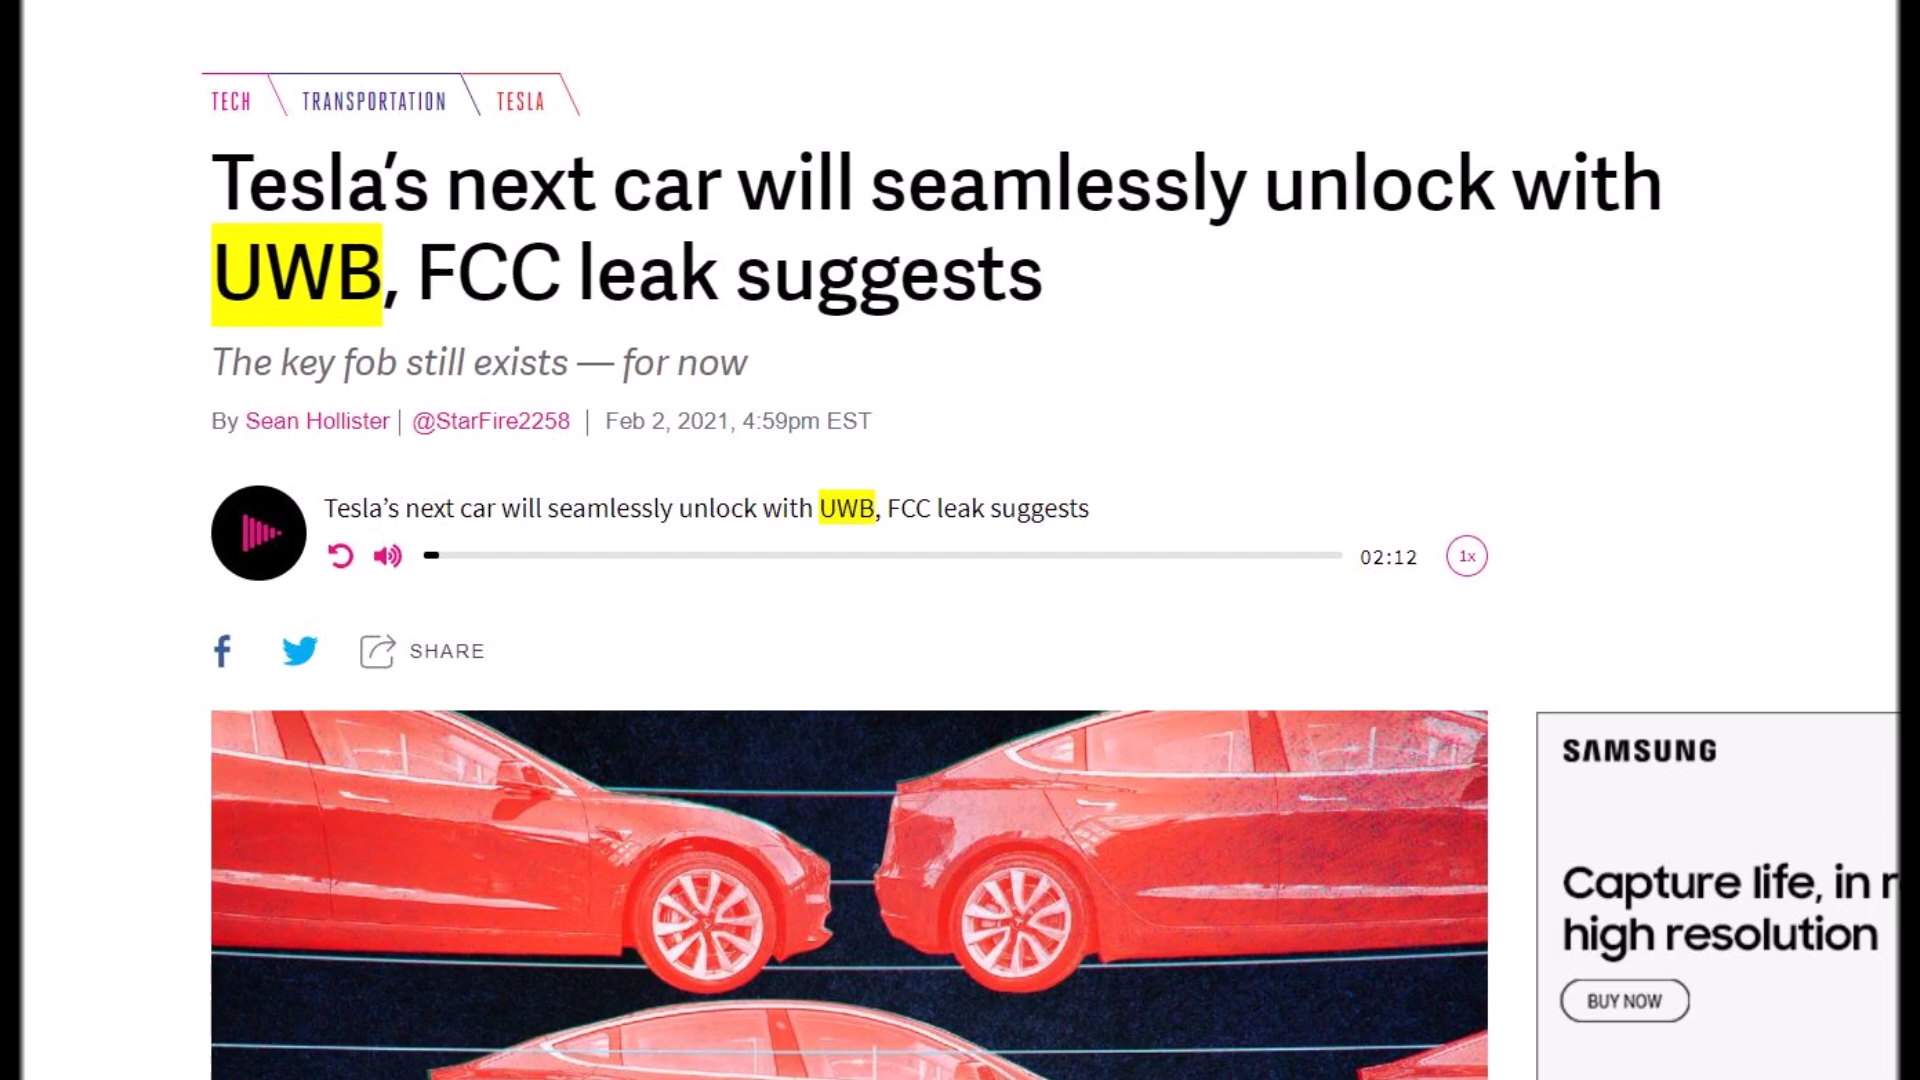 TECH
TRANSPORTATION
TESLA
Tesla’s next car will seamlessly unlock with
UWB, FCC leak suggests
The key fob still exists — for now
By Sean Hollister | @StarFire2258 | Feb 2, 2021, 4:59pm EST
Tesla’s next car will seamlessly unlock with UWB, FCC leak suggests
02:12
1x
SHARE
SAMSUNG
Capture life, in
high resolution
BUY NOW